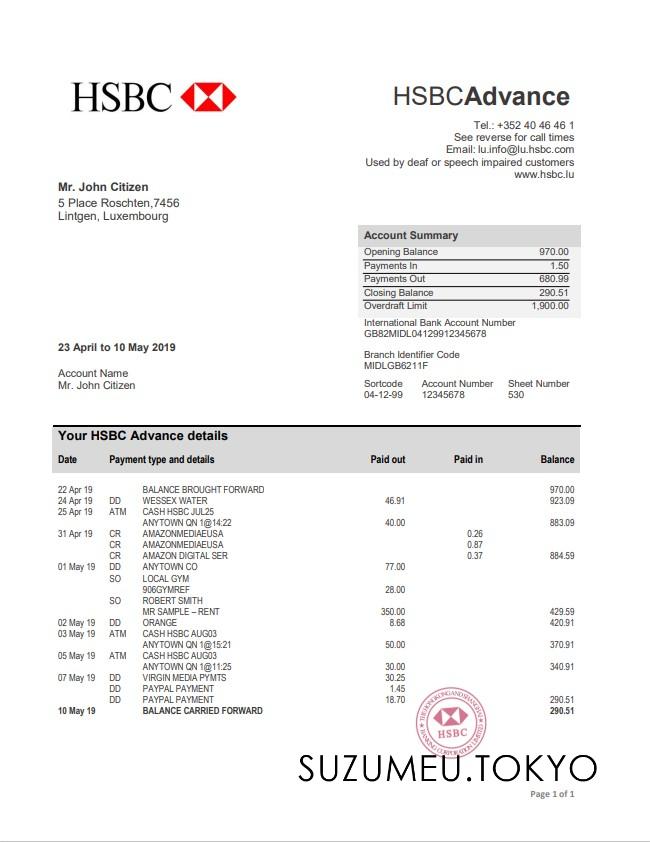 HSBC
HSBCAdvance
Tel.: +352 40 46 46 1
See reverse for call times
Email: lu.info@lu.hsbc.com
Used by deaf or speech impaired customers
www.hsbc.lu
Mr. John Citizen
5 Place Roschten,7456
Lintgen, Luxembourg
Account Summary
Opening Balance 970.00
Payments In 1.50
Payments Out 680.99
Closing Balance 290.51
Overdraft Limit 1,900.00
International Bank Account Number
GB82MIDL04129912345678
23 April to 10 May 2019
Branch Identifier Code
MIDLGB6211F
Account Name
Mr. John Citizen
Sortcode Account Number Sheet Number
04-12-99 12345678 530
Your HSBC Advance details
Date Payment type and details Paid out Paid in Balance
22 Apr 19 BALANCE BROUGHT FORWARD 970.00
24 Apr 19 DD WESSEX WATER 46.91 923.09
25 Apr 19 ATM CASH HSBC JUL25
ANYTOWN QN 1@14:22 40.00 883.09
31 Apr 19 CR AMAZONMEDIAEUSA 0.26
CR AMAZONMEDIAEUSA 0.87
CR AMAZON DIGITAL SER 0.37 884.59
01 May 19 DD ANYTOWN CO 77.00
SO LOCAL GYM
906GYMREF 28.00
SO ROBERT SMITH
MR SAMPLE – RENT 350.00 429.59
02 May 19 DD ORANGE 8.68 420.91
03 May 19 ATM CASH HSBC AUG03
ANYTOWN QN 1@15:21 50.00 370.91
05 May 19 ATM CASH HSBC AUG03
ANYTOWN QN 1@11:25 30.00 340.91
07 May 19 DD VIRGIN MEDIA PYMTS 30.25
DD PAYPAL PAYMENT 1.45
DD PAYPAL PAYMENT 18.70 290.51
10 May 19 BALANCE CARRIED FORWARD 290.51
THE HONGKONG AND SHANGHAI
HSBC
BANKING CORPORATION LIMITED
SUZUMEU.TOKYO
Page 1 of 1